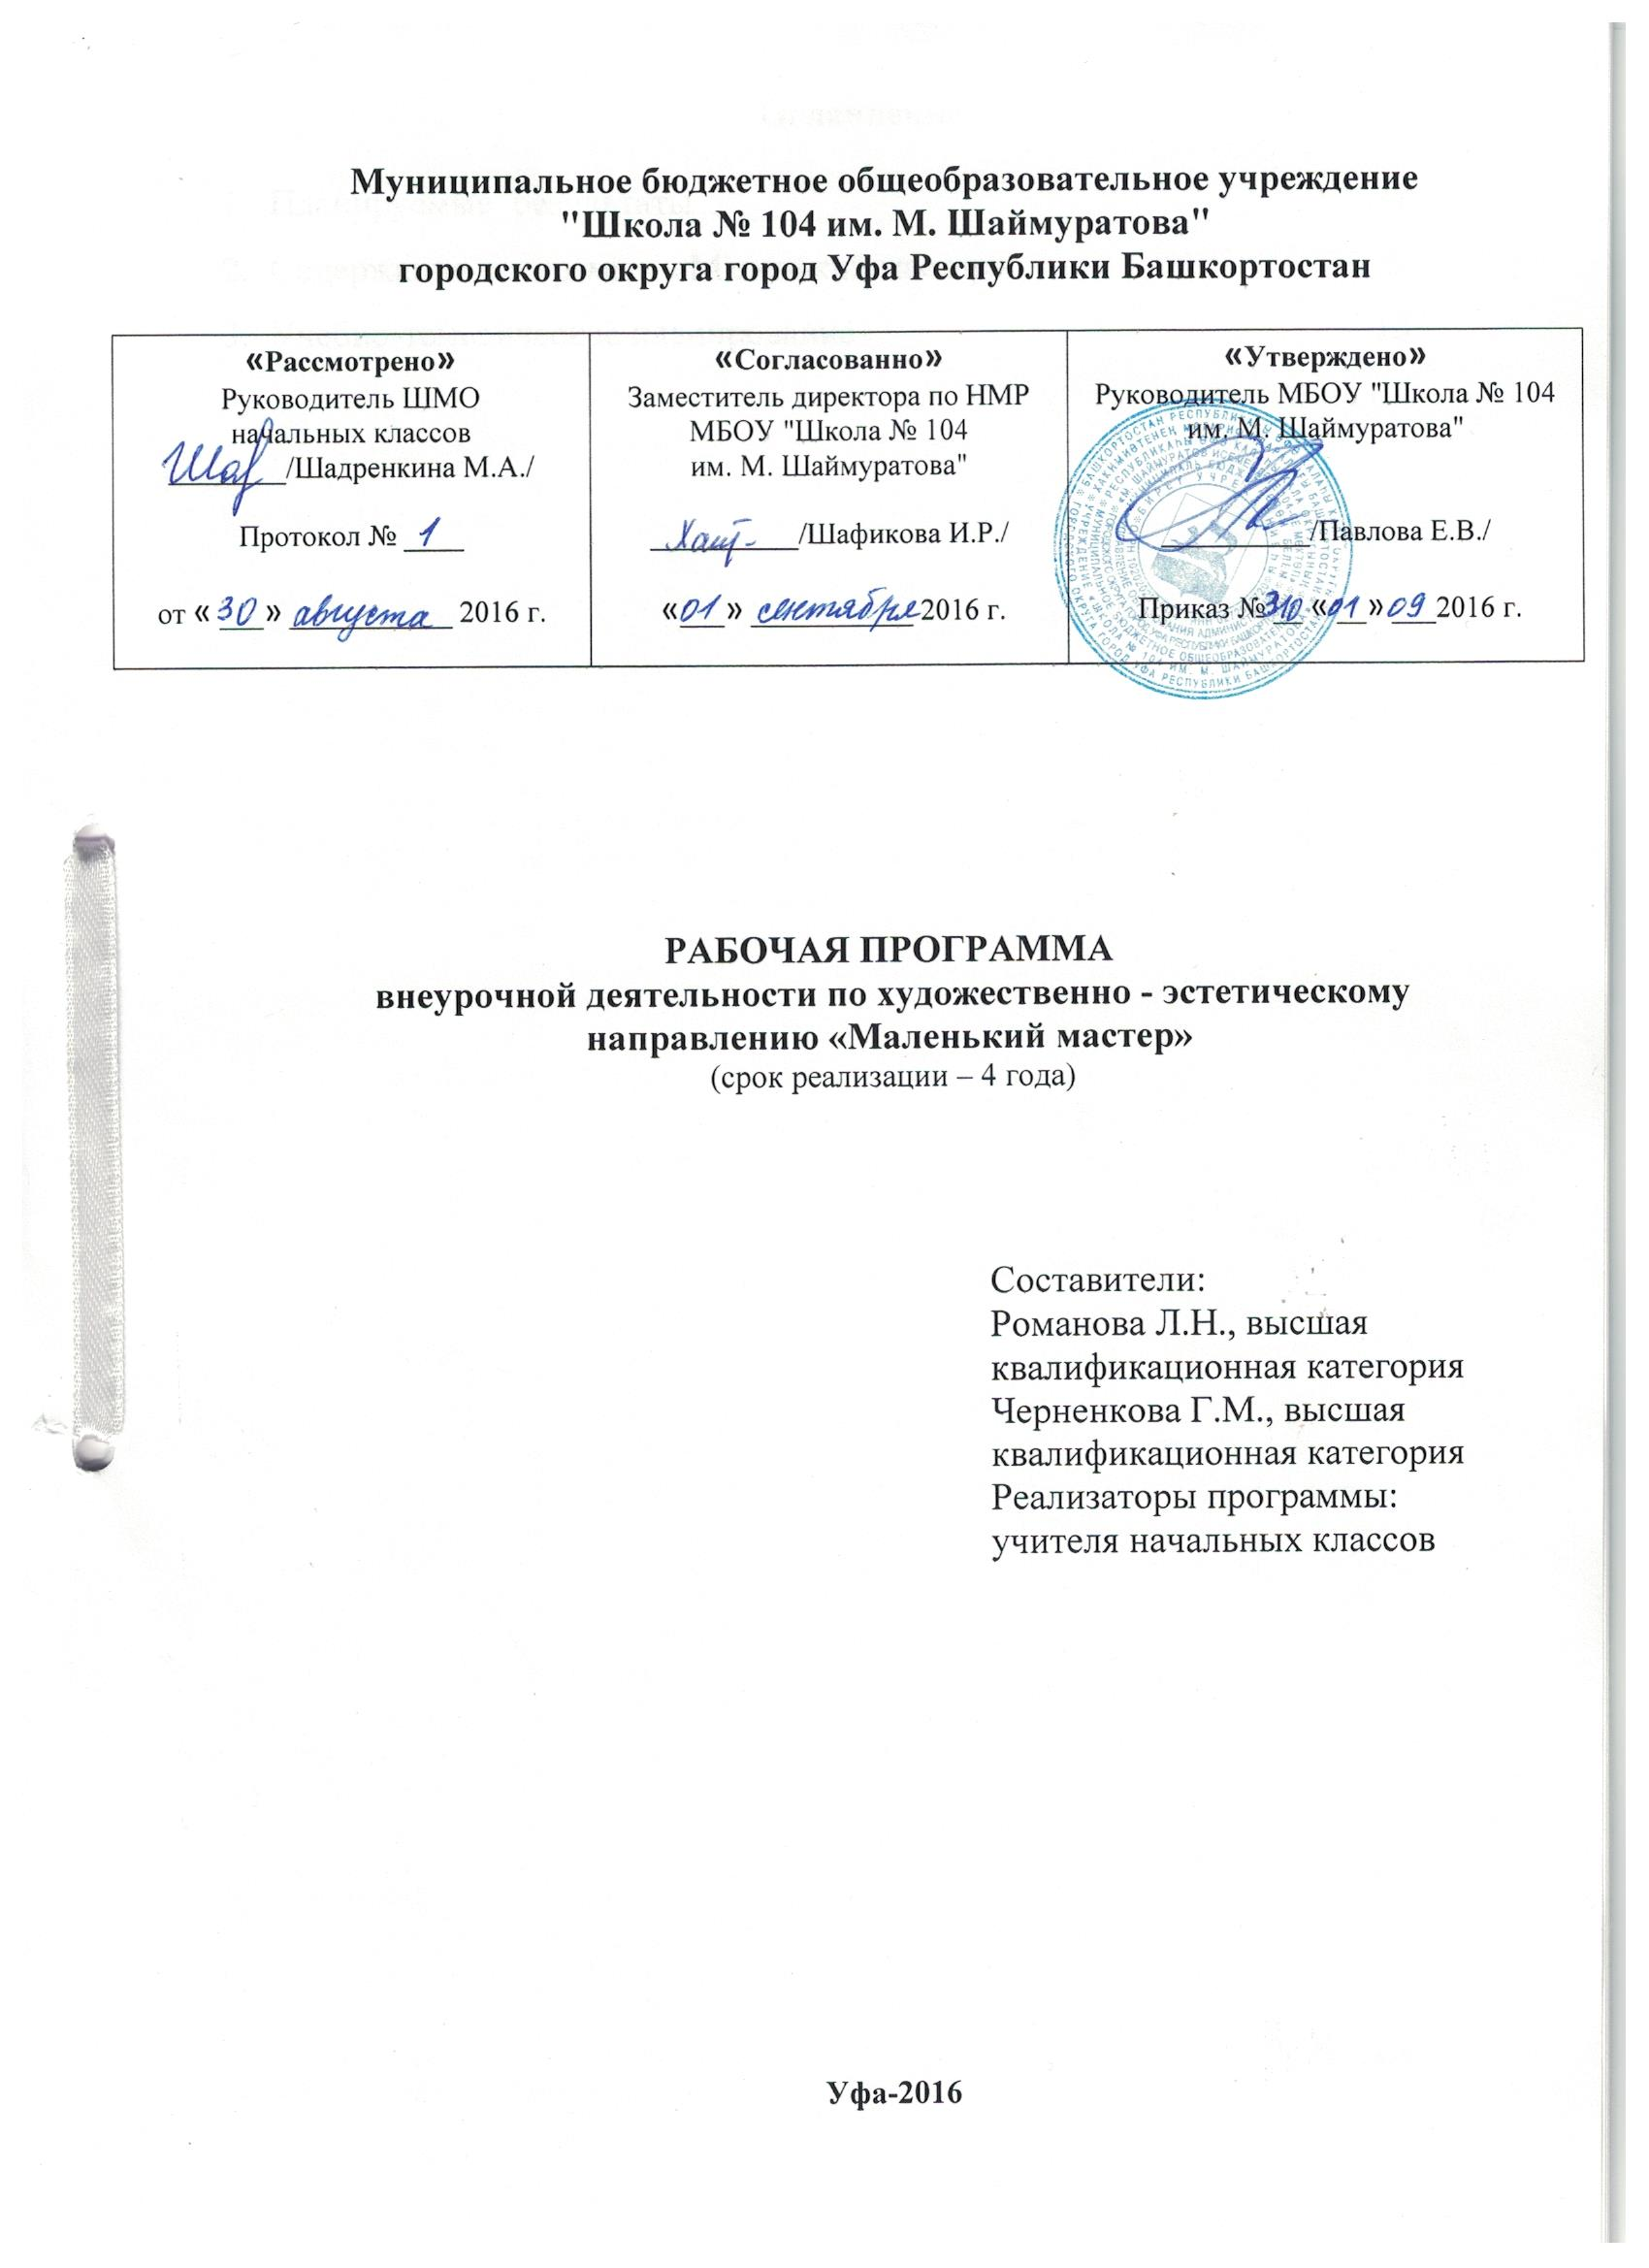 Муниципальное бюджетное общеобразовательное учреждение
"Школа № 104 им. М. Шаймуратова"
городского округа город Уфа Республики Башкортостан
«Рассмотрено»
Руководитель ШМО
начальных классов
/Шадренкина М.А./
Протокол № 1
от «30» августа 2016 г.
«Согласованно»
Заместитель директора по НМР
МБОУ "Школа № 104
им. М. Шаймуратова"
/Шафикова И.Р./
«01» сентября 2016 г.
«Утверждено»
Руководитель МБОУ "Школа № 104
им. М. Шаймуратова"
/Павлова Е.В./
Приказ № 310 «01» 09 2016 г.
РАБОЧАЯ ПРОГРАММА
внеурочной деятельности по художественно - эстетическому
направлению «Маленький мастер»
(срок реализации – 4 года)
Составители:
Романова Л.Н., высшая
квалификационная категория
Черненкова Г.М., высшая
квалификационная категория
Реализаторы программы:
учителя начальных классов
Уфа-2016